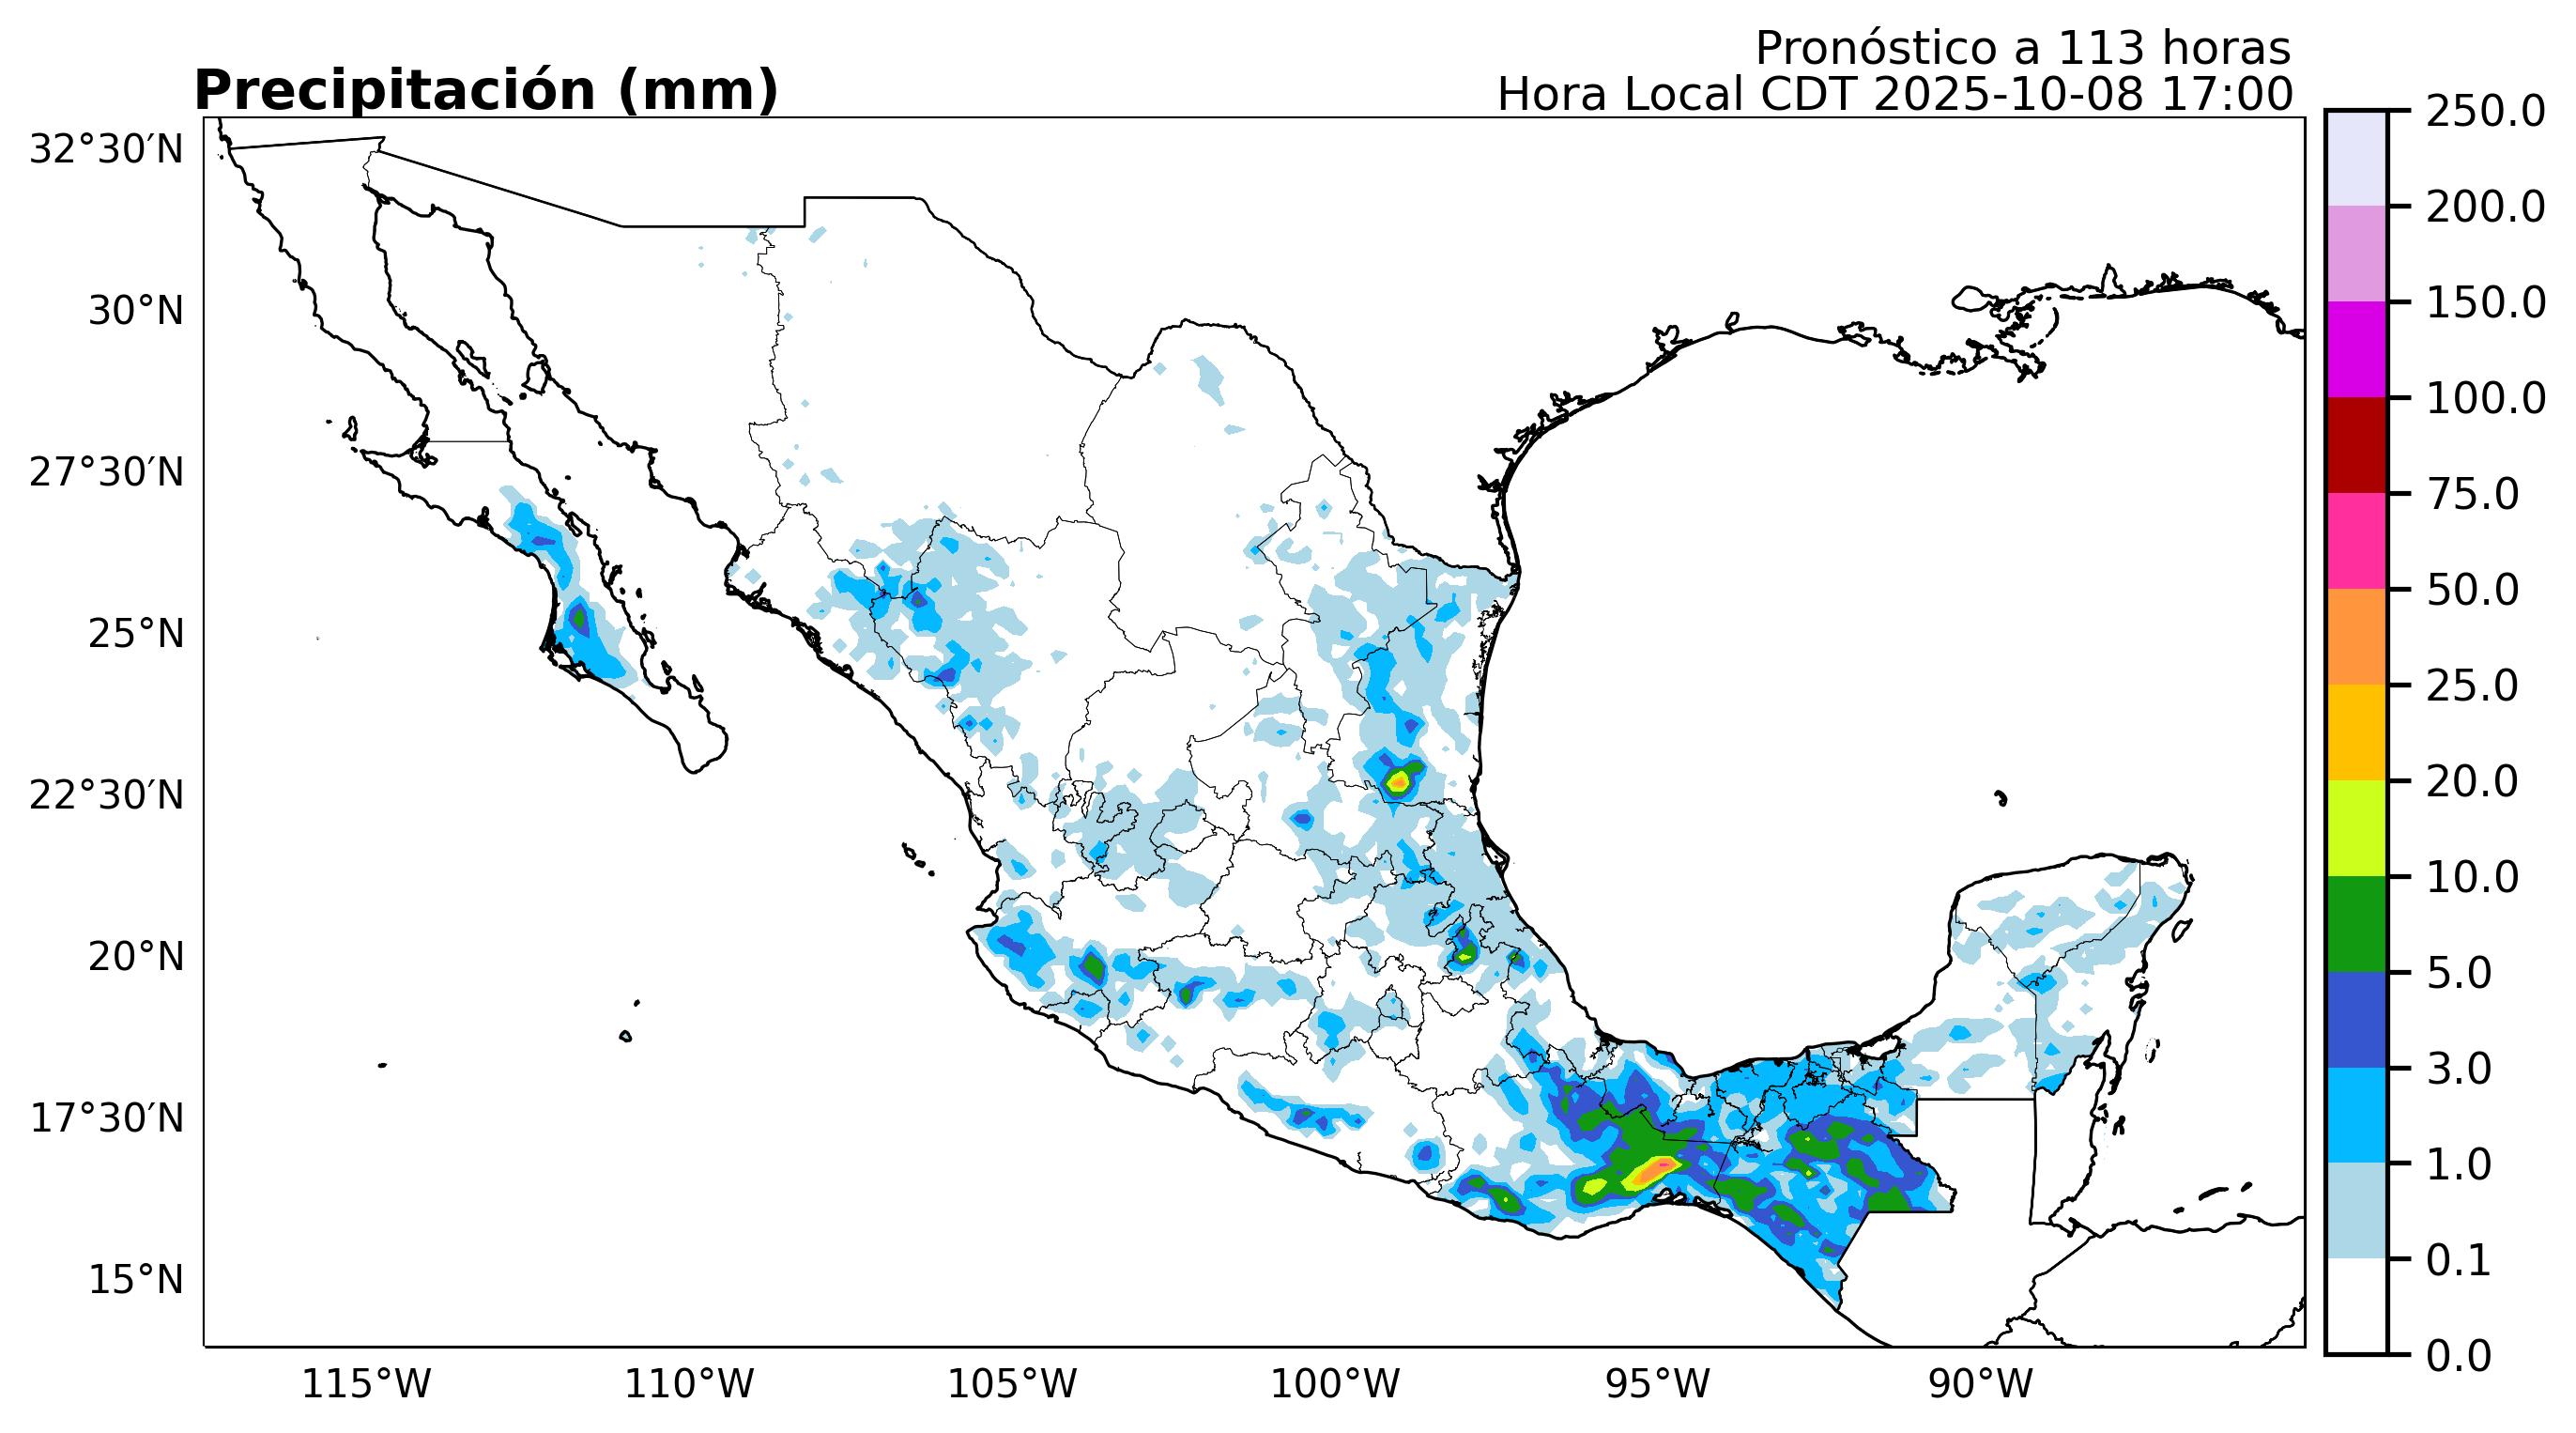 Pronóstico a 113 horas
Precipitación (mm)
Hora Local CDT 2025-10-08 17:00
32°30′N
30°N
27°30′N
25°N
22°30′N
20°N
17°30′N
15°N
115°W
110°W
105°W
100°W
95°W
90°W
250.0
200.0
150.0
100.0
75.0
50.0
25.0
20.0
10.0
5.0
3.0
1.0
0.1
0.0